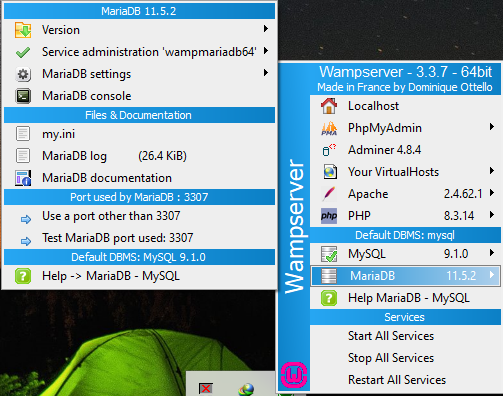 MariaDB 11.5.2
Version
Service administration 'wampmariadb64'
MariaDB settings
MariaDB console
Files & Documentation
my.ini
MariaDB log (26.4 KiB)
MariaDB documentation
Port used by MariaDB : 3307
Use a port other than 3307
Test MariaDB port used: 3307
Default DBMS: MySQL 9.1.0
Help -> MariaDB - MySQL
Wampserver
Wampserver - 3.3.7 - 64bit
Made in France by Dominique Ottello
Localhost
PhpMyAdmin
Adminer 4.8.4
Your VirtualHosts
Apache 2.4.62.1
php PHP 8.3.14
Default DBMS: mysql
MySQL 9.1.0
MariaDB 11.5.2
Help MariaDB - MySQL
Services
Start All Services
Stop All Services
Restart All Services